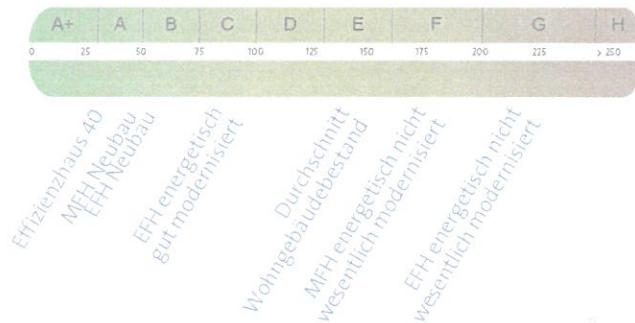 A+ A B C D E F G H
0 25 50 75 100 125 150 175 200 225 > 250
Effizienzhaus 40
MFH Neubau
EFH Neubau
EFH energetisch
gut modernisiert
Durchschnitt
Wohngebäudebestand
MFH energetisch nicht
wesentlich modernisiert
EFH energetisch nicht
wesentlich modernisiert